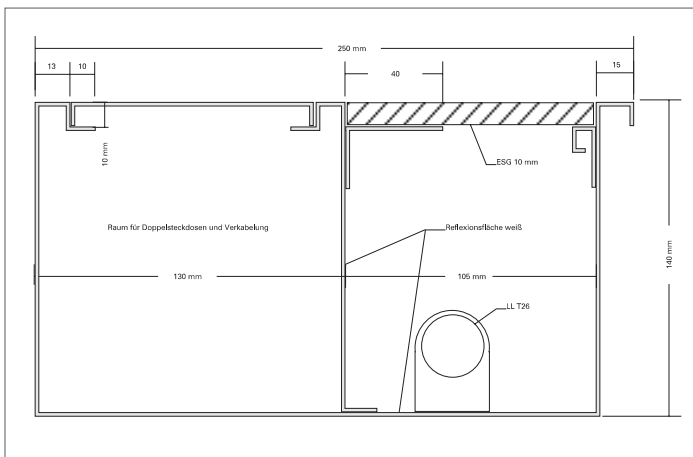 250 mm
13
10
40
15
10 mm
ESG 10 mm
Raum für Doppelsteckdosen und Verkabelung
Reflexionsfläche weiß
130 mm
105 mm
140 mm
LL T26